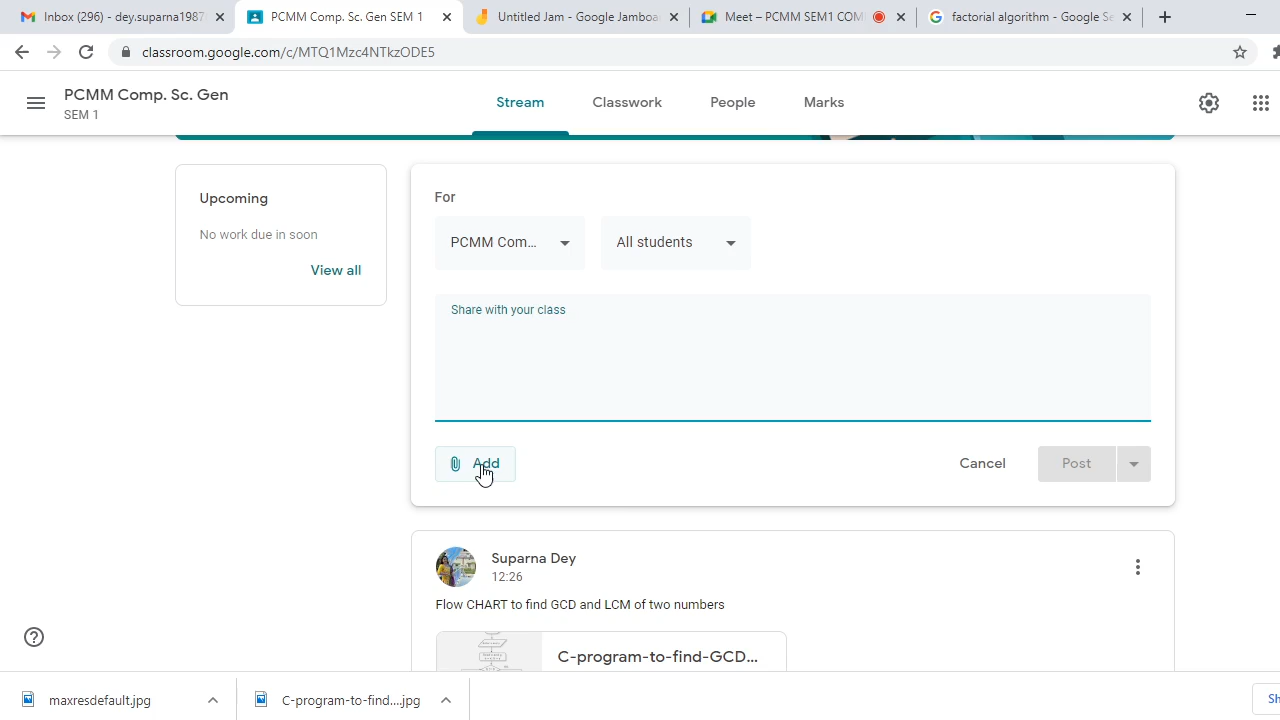 Inbox (296) - dey.suparna1987
PCMM Comp. Sc. Gen SEM 1
Untitled Jam - Google Jamboa
Meet – PCMM SEM1 COM
factorial algorithm - Google Se
classroom.google.com/c/MTQ1Mzc4NTkzODE5
PCMM Comp. Sc. Gen
SEM 1
Stream
Classwork
People
Marks
Upcoming
No work due in soon
View all
For
PCMM Com...
All students
Share with your class
Add
Cancel
Post
Suparna Dey
12:26
Flow CHART to find GCD and LCM of two numbers
C-program-to-find-GCD...
maxresdefault.jpg
C-program-to-find....jpg
Sh